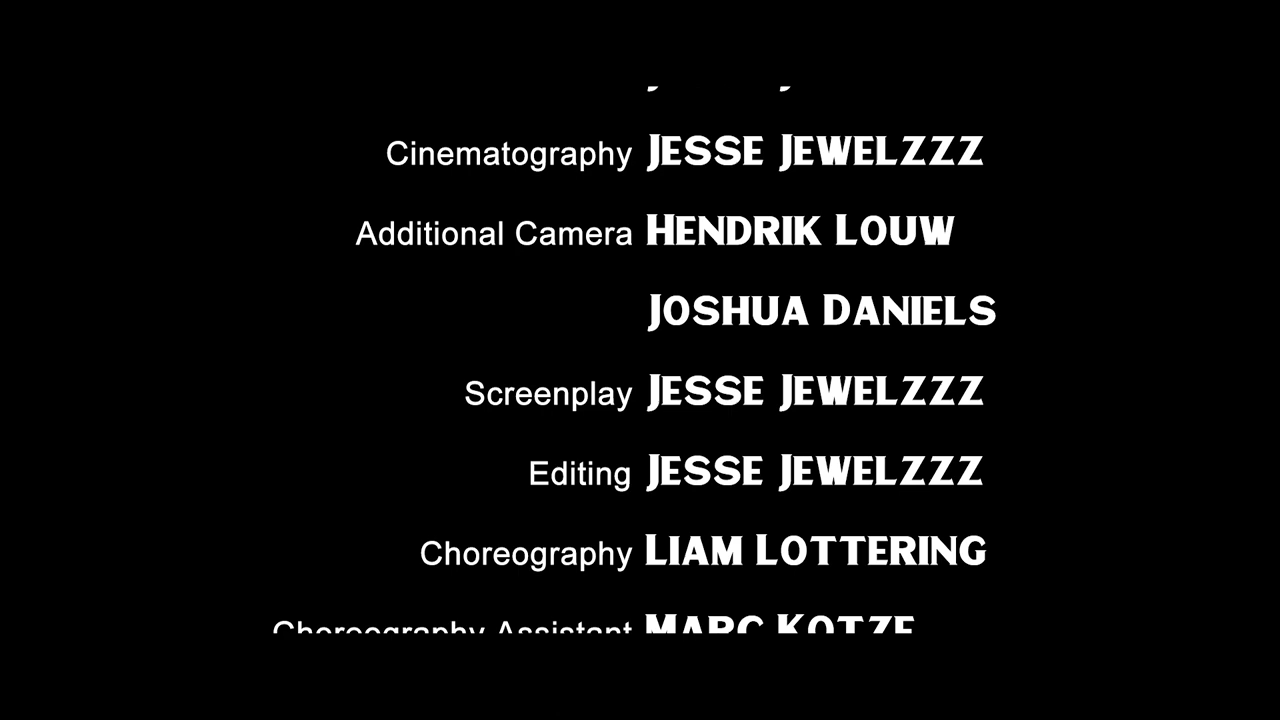 Cinematography JESSE JEWELZZZ
Additional Camera HENDRIK LOUW
JOSHUA DANIELS
Screenplay JESSE JEWELZZZ
Editing JESSE JEWELZZZ
Choreography LIAM LOTTERING
Choreography Assistant MARC KOTZE